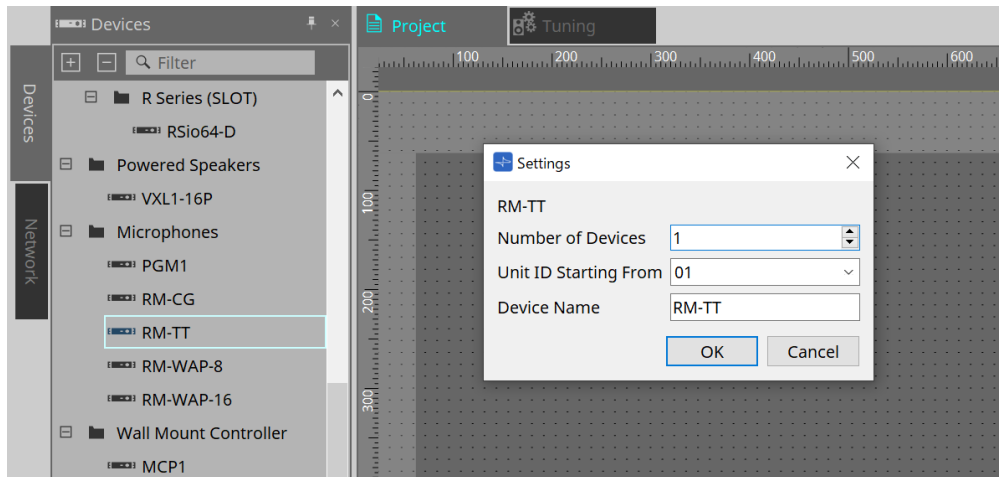 Devices
Project
Tuning
Filter
100 200 300 400 500 600
Devices
Network
R Series (SLOT)
RSio64-D
Powered Speakers
VXL1-16P
Microphones
PGM1
RM-CG
RM-TT
RM-WAP-8
RM-WAP-16
Wall Mount Controller
MCP1
0
100
200
300
Settings
RM-TT
Number of Devices 1
Unit ID Starting From 01
Device Name RM-TT
OK Cancel